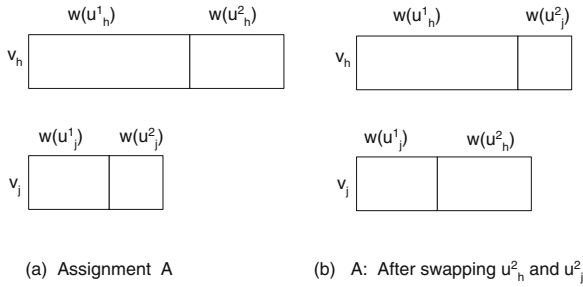 w(u¹ₕ) w(u²ₕ) w(u¹ₕ) w(u²ⱼ)
vₕ vₕ
w(u¹ⱼ) w(u²ⱼ) w(u¹ⱼ) w(u²ₕ)
vⱼ vⱼ
(a) Assignment A (b) A: After swapping u²ₕ and u²ⱼ